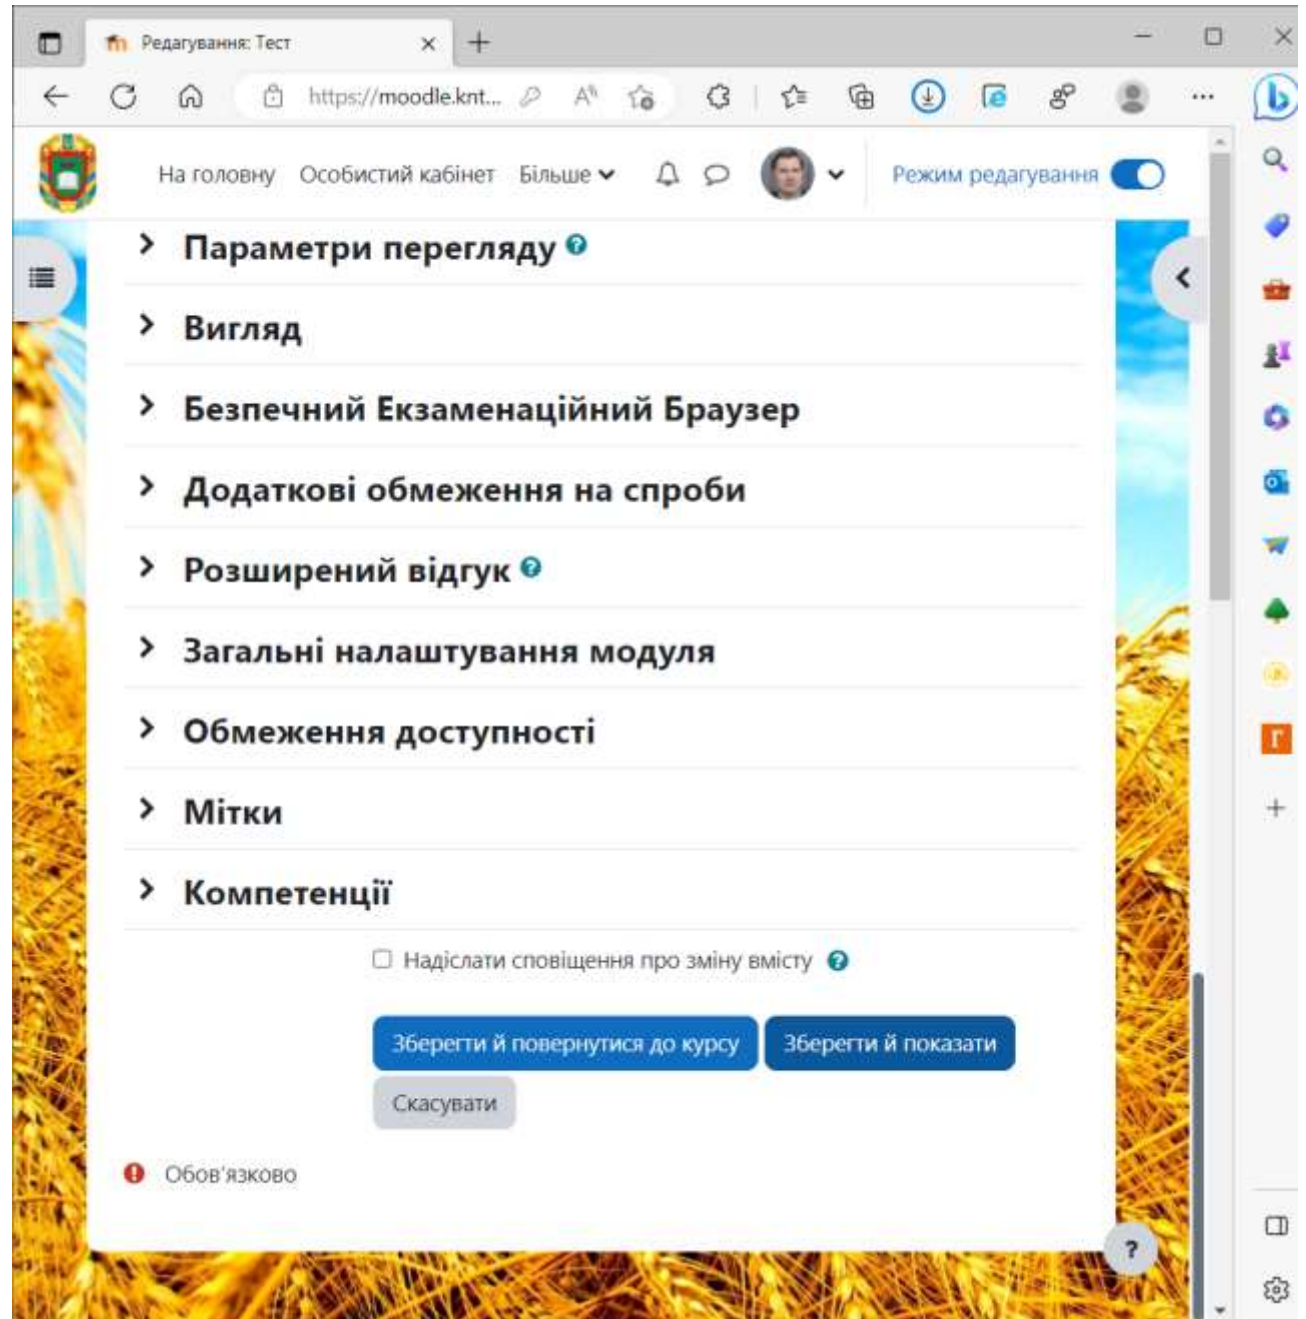 Редагування: Тест
https://moodle.knt...
На головну Особистий кабінет Більше Режим редагування
Параметри перегляду
Вигляд
Безпечний Екзаменаційний Браузер
Додаткові обмеження на спроби
Розширений відгук
Загальні налаштування модуля
Обмеження доступності
Мітки
Компетенції
Надіслати сповіщення про зміну вмісту
Зберегти й повернутися до курсу Зберегти й показати
Скасувати
Обов'язково